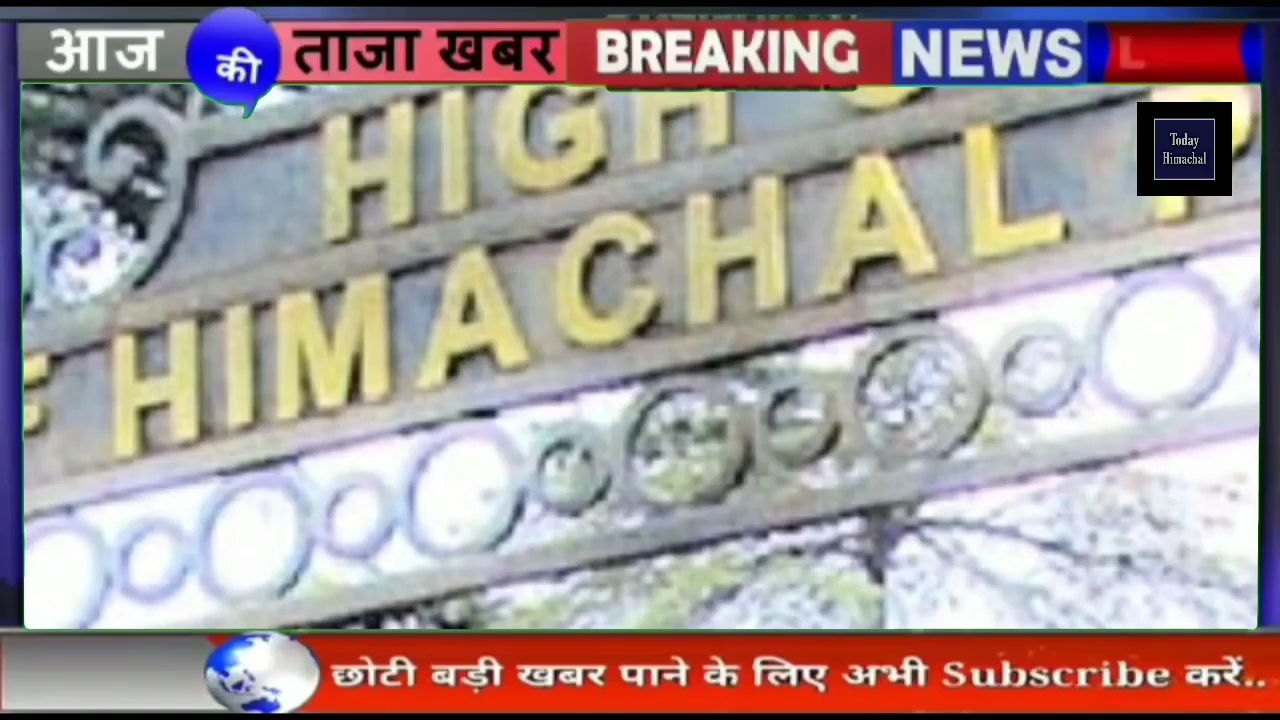 आज की ताजा खबर BREAKING NEWS L
HIGH
HIMACHAL
Today
Himachal
छोटी बड़ी खबर पाने के लिए अभी Subscribe करें..